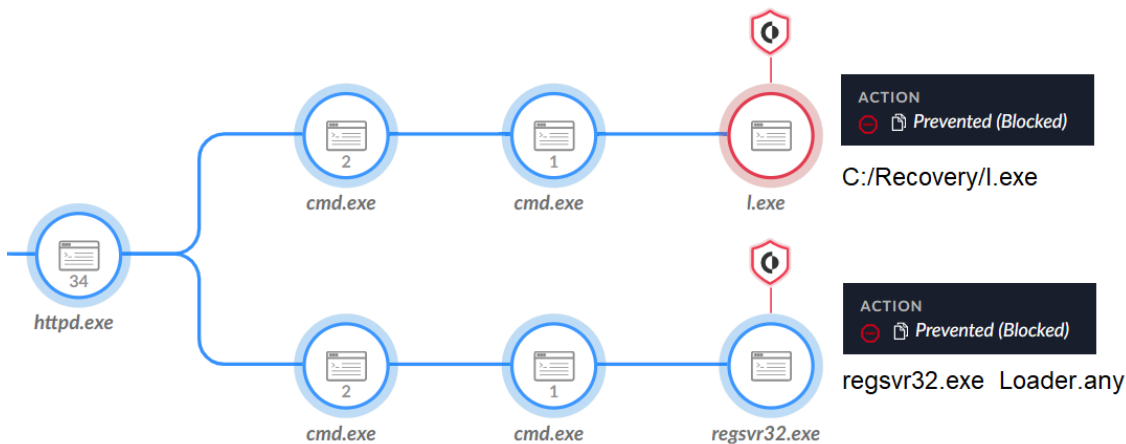 ACTION
Prevented (Blocked)
2
1
cmd.exe
cmd.exe
l.exe
C:/Recovery/l.exe
34
httpd.exe
ACTION
Prevented (Blocked)
2
1
cmd.exe
cmd.exe
regsvr32.exe
regsvr32.exe Loader.any